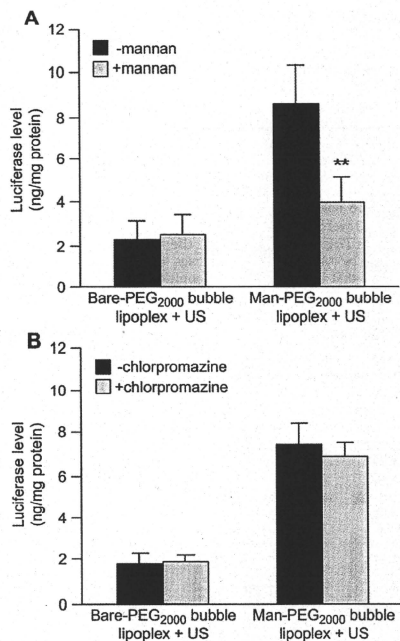 A
12
10
8
6
4
2
0
Luciferase level
(ng/mg protein)
-mannan
+mannan
**
Bare-PEG2000 bubble
lipoplex + US
Man-PEG2000 bubble
lipoplex + US
B
12
10
8
6
4
2
0
Luciferase level
(ng/mg protein)
-chlorpromazine
+chlorpromazine
Bare-PEG2000 bubble
lipoplex + US
Man-PEG2000 bubble
lipoplex + US